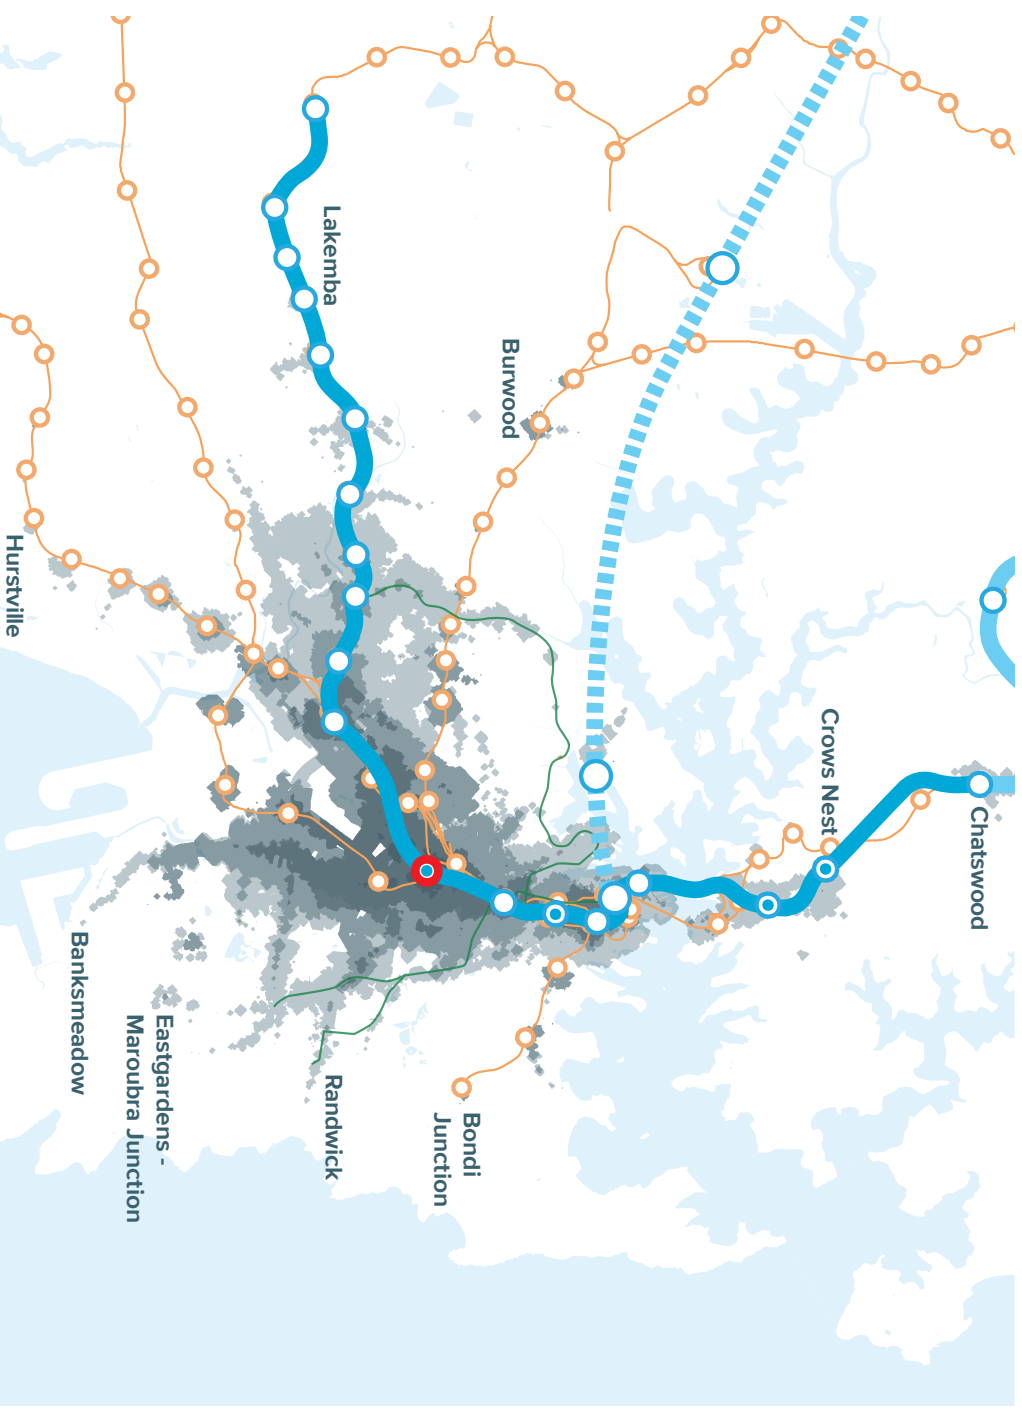 Chatswood
Crows Nest
Burwood
Bondi
Junction
Lakemba
Randwick
Eastgardens -
Maroubra Junction
Banksmeadow
Hurstville